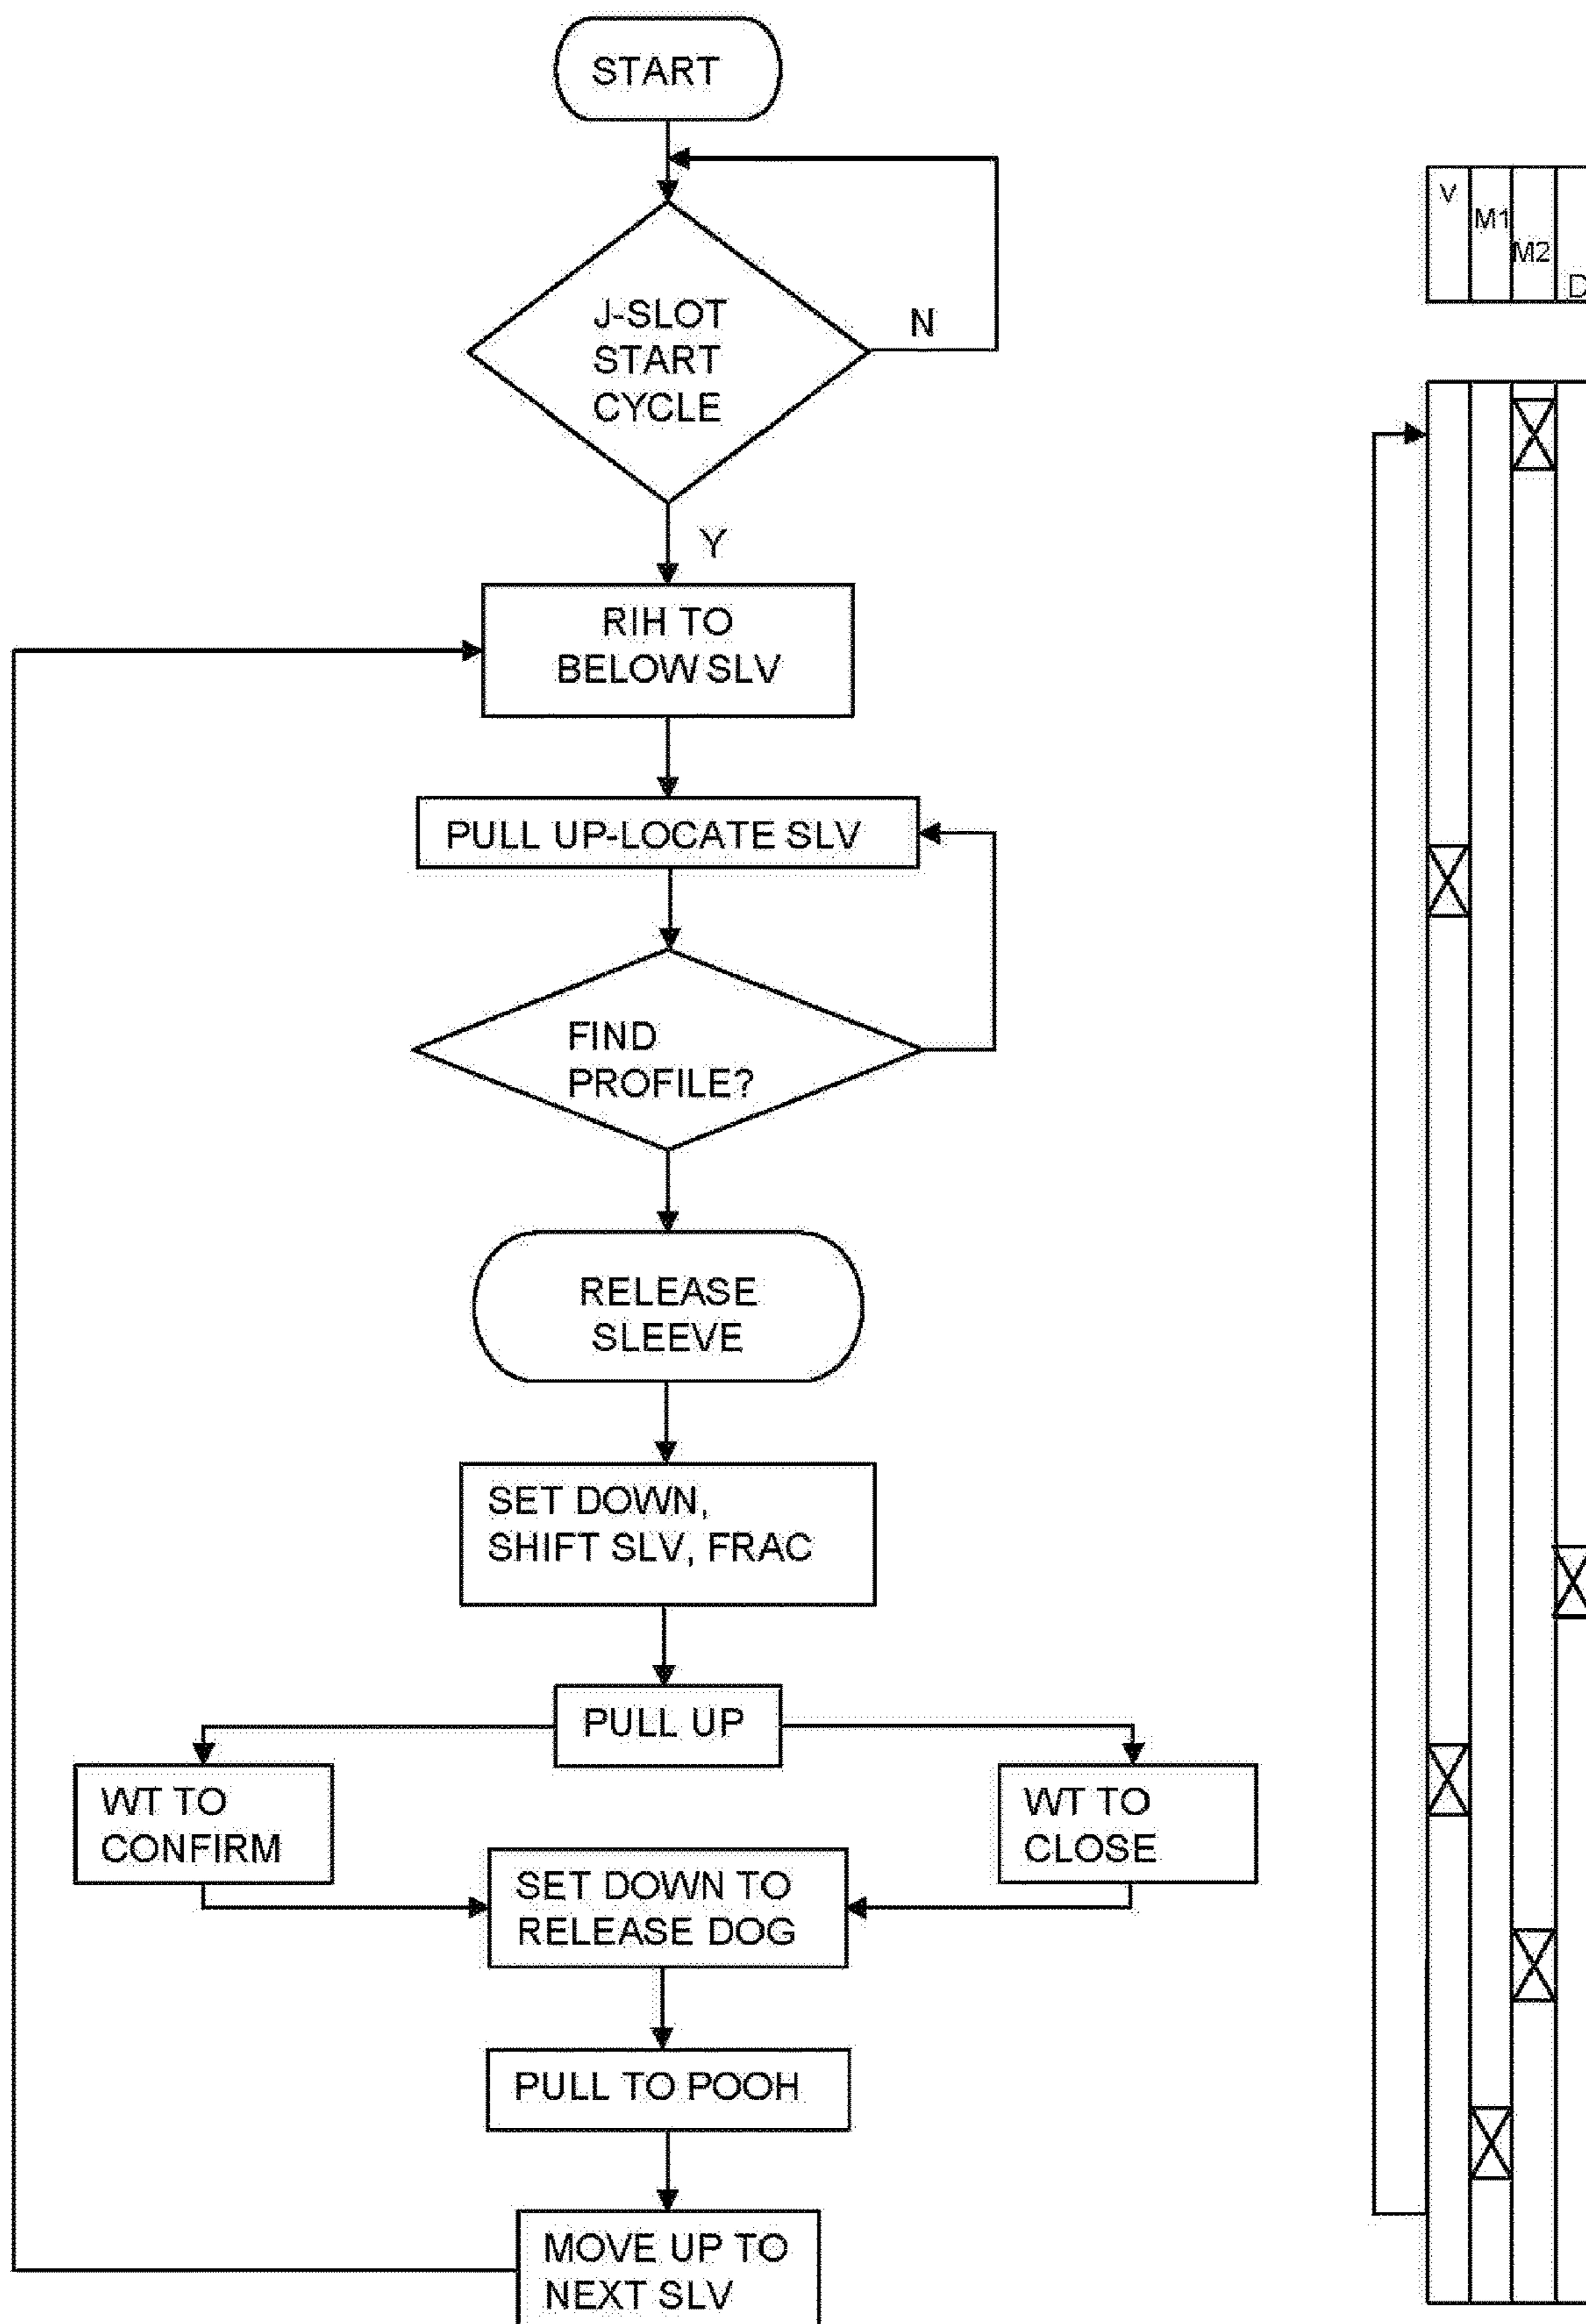 START
J-SLOT
START
CYCLE
N
Y
RIH TO
BELOW SLV
PULL UP-LOCATE SLV
FIND
PROFILE?
RELEASE
SLEEVE
SET DOWN,
SHIFT SLV, FRAC
PULL UP
WT TO
CONFIRM
WT TO
CLOSE
SET DOWN TO
RELEASE DOG
PULL TO POOH
MOVE UP TO
NEXT SLV
V
M1
M2
D